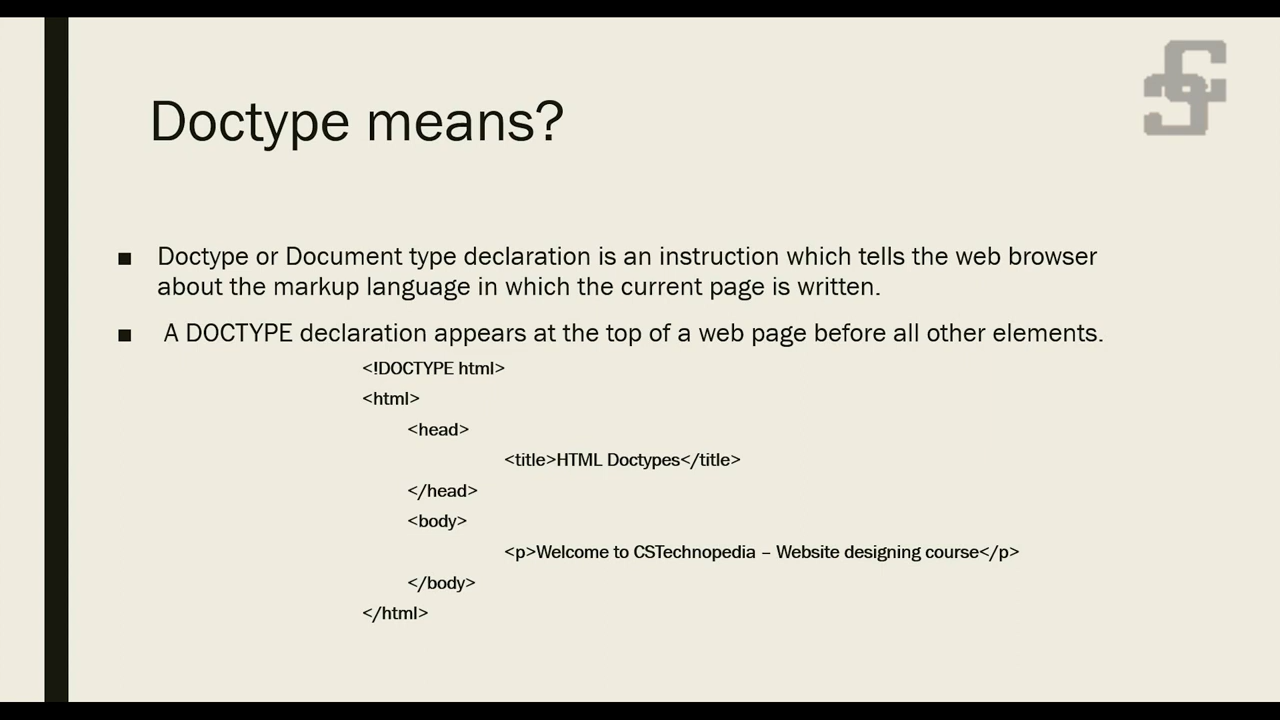 Doctype means?
■ Doctype or Document type declaration is an instruction which tells the web browser
about the markup language in which the current page is written.
■ A DOCTYPE declaration appears at the top of a web page before all other elements.
<!DOCTYPE html>
<html>
<head>
<title>HTML Doctypes</title>
</head>
<body>
<p>Welcome to CSTechnopedia – Website designing course</p>
</body>
</html>